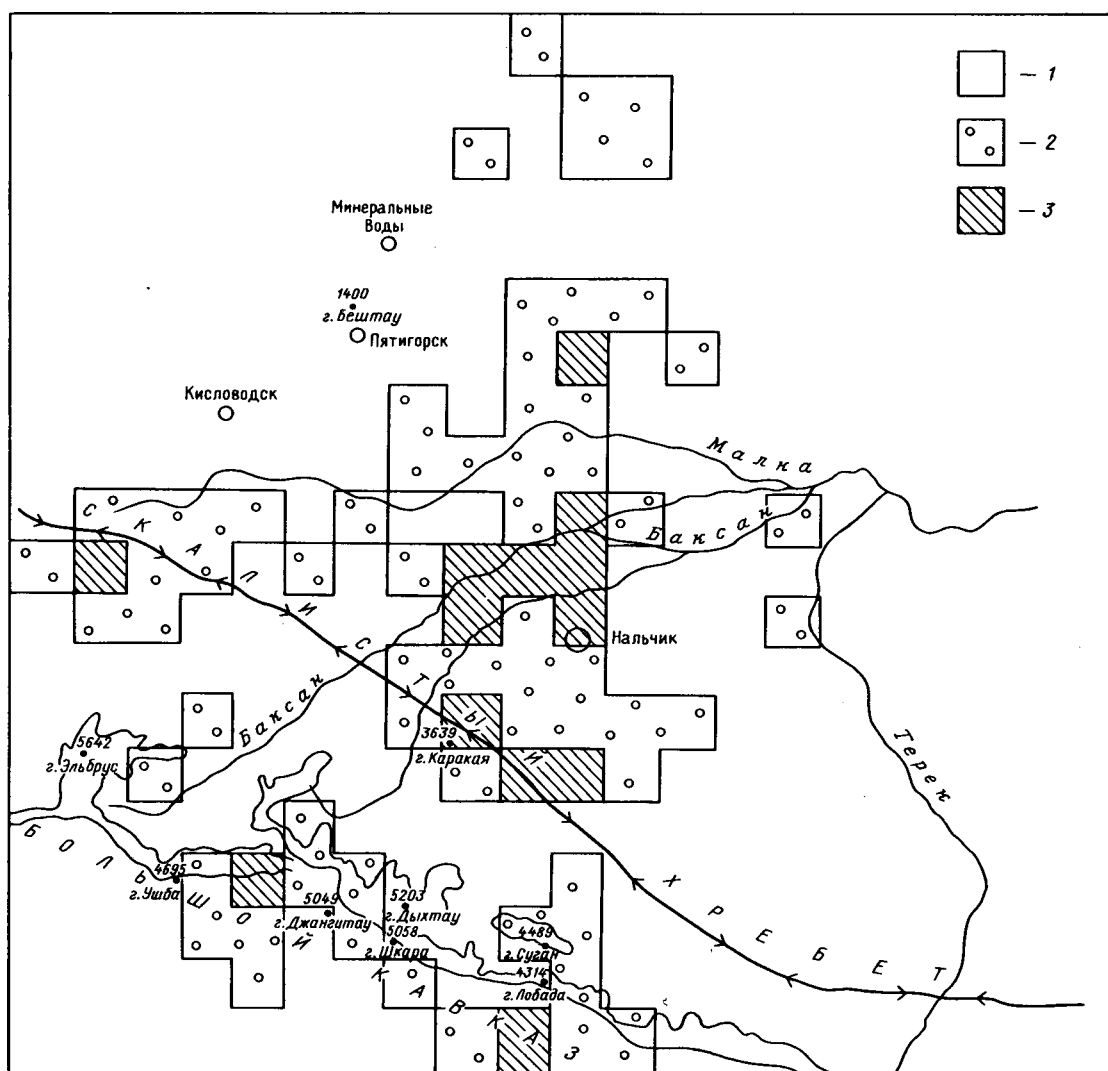 — 1
— 2
— 3
Минеральные
Воды
1400
г. Бештау
Пятигорск
Кисловодск
Малка
Баксан
СКАЛИСТЫЙ ХРЕБЕТ
Нальчик
Баксан
3639
г. Каракая
5642
г. Эльбрус
Терек
БОЛЬШОЙ КАВКАЗ
4695
г. Ушба
5049
г. Джангитау
5203
г. Дыхтау
5058
г. Шкара
4489
г. Суган
4314
г. Лобада